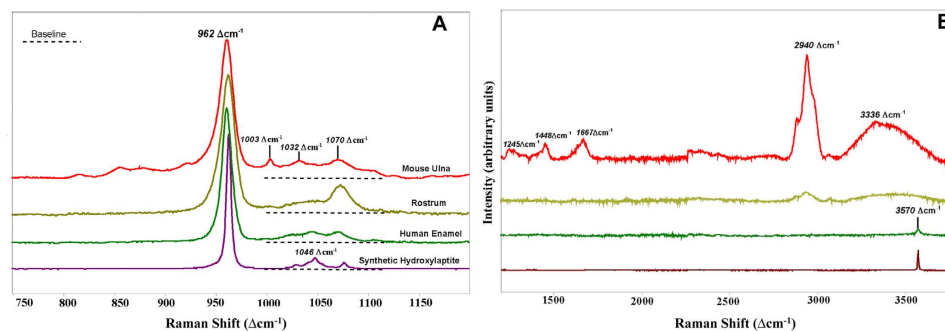 A
Baseline
962 Δcm⁻¹
1003 Δcm⁻¹
1032 Δcm⁻¹
1070 Δcm⁻¹
Mouse Ulna
Rostrum
Human Enamel
1046 Δcm⁻¹
Synthetic Hydroxylaptite
750 800 850 900 950 1000 1050 1100 1150
Raman Shift (Δcm⁻¹)
Intensity (arbitrary units)
2940 Δcm⁻¹
3336 Δcm⁻¹
1245Δcm⁻¹
1448Δcm⁻¹
1667Δcm⁻¹
3570 Δcm⁻¹
1500 2000 2500 3000 3500
Raman Shift (Δcm⁻¹)